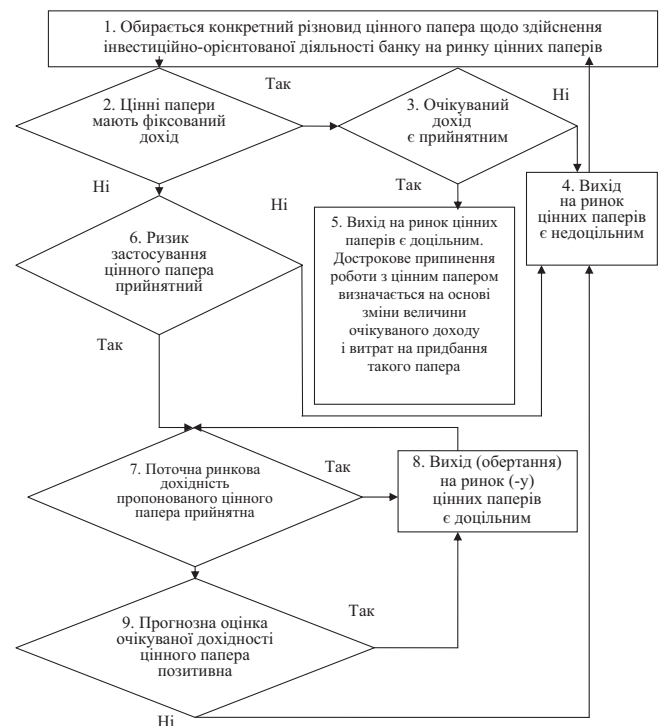 1. Обирається конкретний різновид цінного папера щодо здійснення
інвестиційно-орієнтованої діяльності банку на ринку цінних паперів
Так
2. Цінні папери
мають фіксований
дохід
3. Очікуваний
дохід
є прийнятним
Ні
Ні
Так
4. Вихід
на ринок
цінних паперів
є недоцільним
6. Ризик
застосування
цінного папера
прийнятний
Ні
5. Вихід на ринок цінних
паперів є доцільним.
Дострокове припинення
роботи з цінним папером
визначається на основі
зміни величини
очікуваного доходу
і витрат на придбання
такого папера
Так
7. Поточна ринкова
дохідність
пропонованого цінного
папера прийнятна
Так
8. Вихід (обертання)
на ринок (-у)
цінних паперів
є доцільним
9. Прогнозна оцінка
очікуваної дохідності
цінного папера
позитивна
Так
Ні